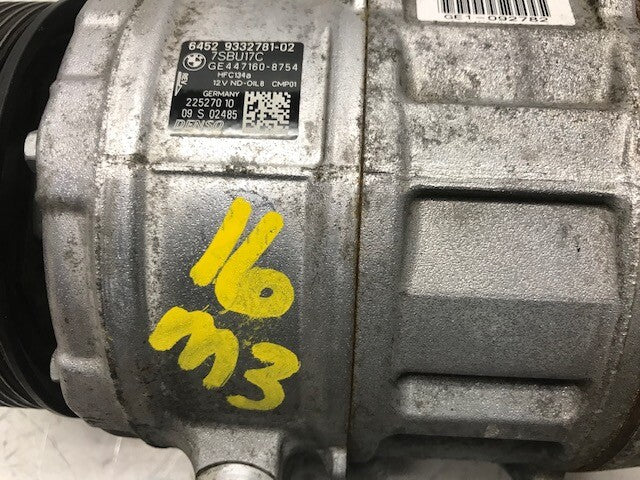 6452 9332781-02
7SBU17C
GE447160-8754
HFC134a
12V ND-OIL8 CMP01
GERMANY
225270 10
09 S 02485
DENSO
GE1-092782
16
M3